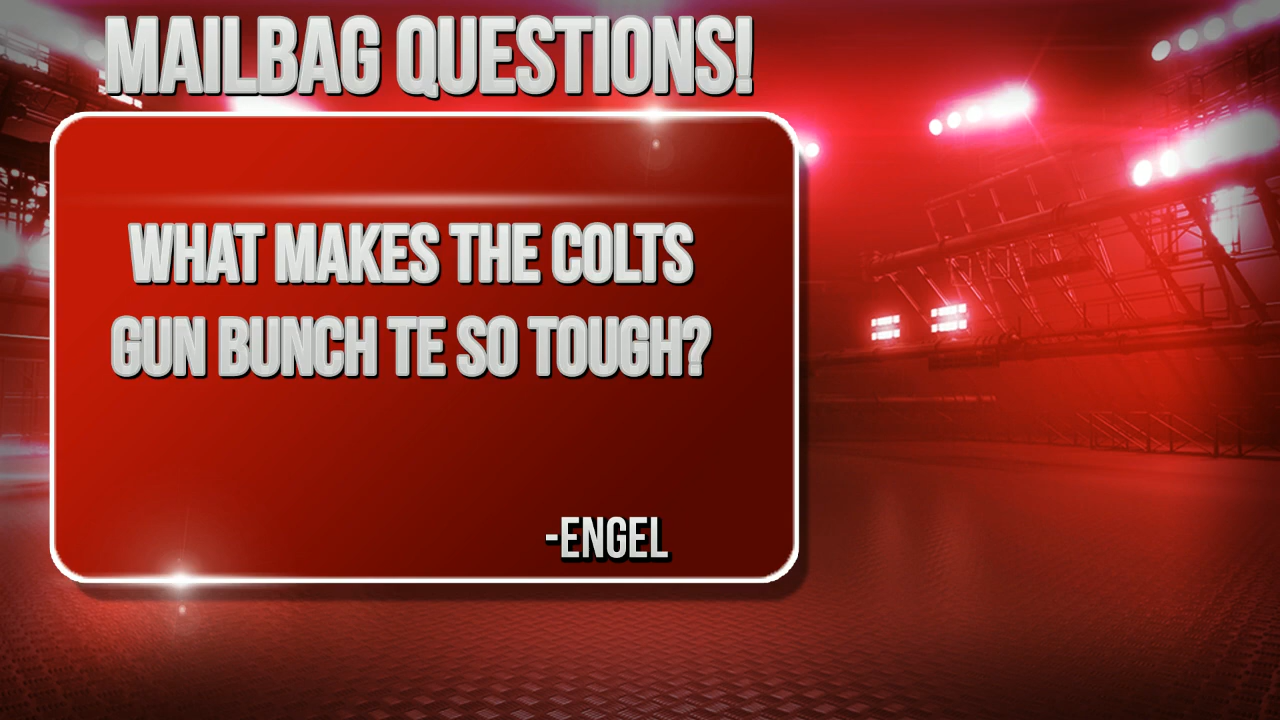 MAILBAG QUESTIONS!
WHAT MAKES THE COLTS
GUN BUNCH TE SO TOUGH?
-ENGEL